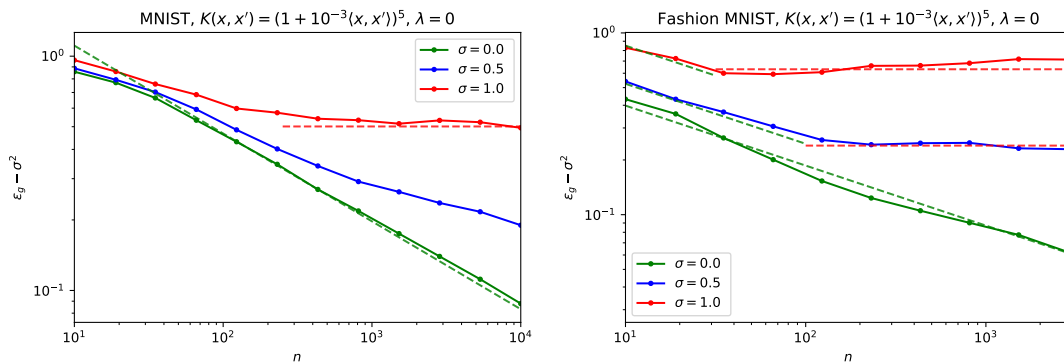 MNIST, K(x, x′) = (1 + 10⁻³⟨x, x′⟩)⁵, λ = 0
εg − σ²
10⁰
10⁻¹
σ = 0.0
σ = 0.5
σ = 1.0
10¹ 10² 10³ 10⁴
n
Fashion MNIST, K(x, x′) = (1 + 10⁻³⟨x, x′⟩)⁵, λ = 0
εg − σ²
10⁰
10⁻¹
σ = 0.0
σ = 0.5
σ = 1.0
10¹ 10² 10³
n